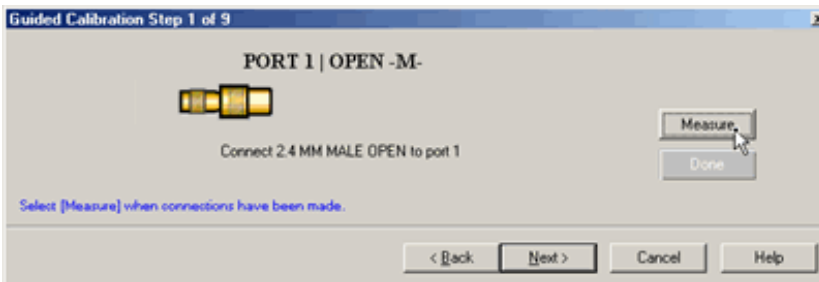 Guided Calibration Step 1 of 9
PORT 1 | OPEN -M-
Connect 2.4 MM MALE OPEN to port 1
Measure
Done
Select [Measure] when connections have been made.
< Back
Next >
Cancel
Help